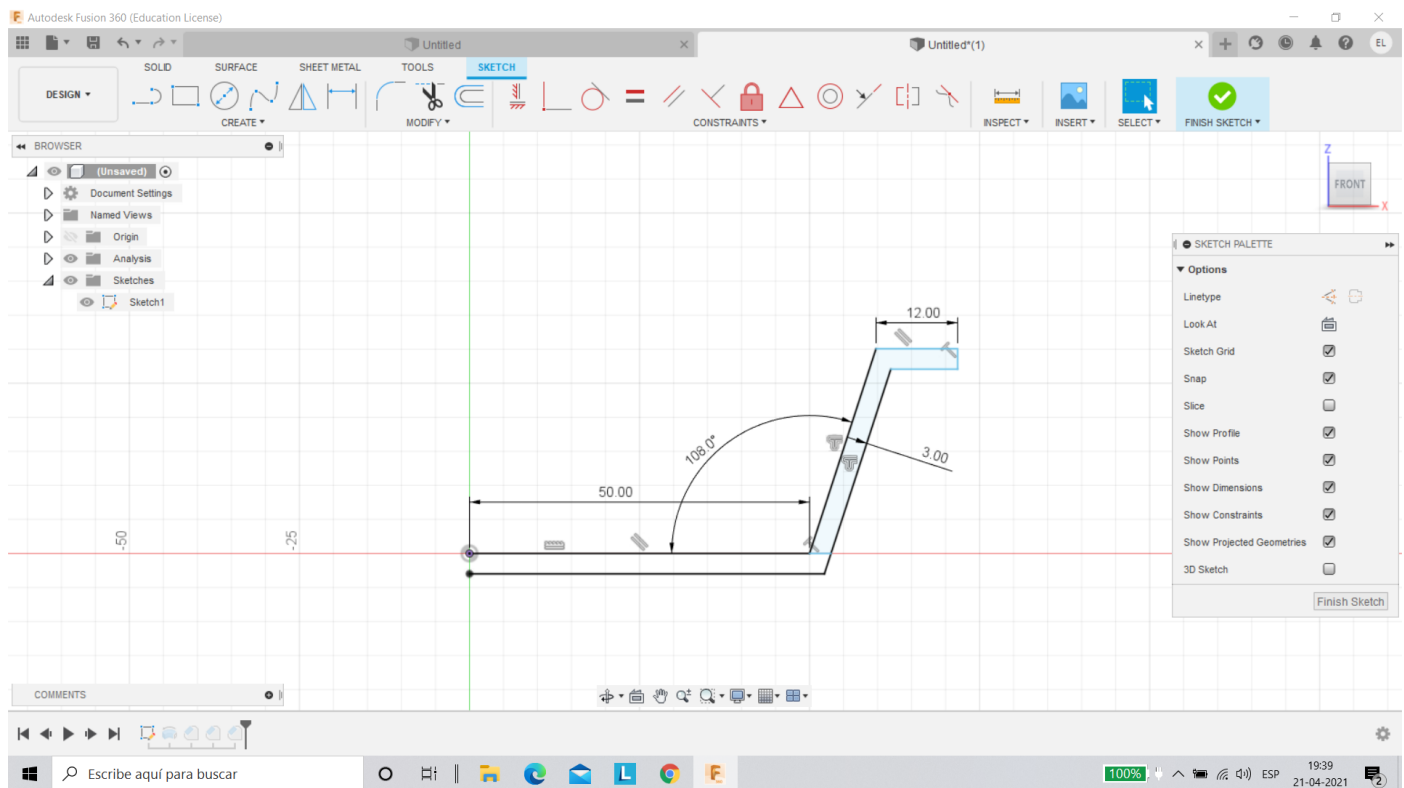 Autodesk Fusion 360 (Education License)
Untitled
Untitled*(1)
EL
SOLID SURFACE SHEET METAL TOOLS SKETCH
DESIGN ▾
CREATE ▾ MODIFY ▾ CONSTRAINTS ▾ INSPECT ▾ INSERT ▾ SELECT ▾ FINISH SKETCH ▾
BROWSER
(Unsaved)
Document Settings
Named Views
Origin
Analysis
Sketches
Sketch1
Z
FRONT
X
SKETCH PALETTE
Options
Linetype
Look At
Sketch Grid
Snap
Slice
Show Profile
Show Points
Show Dimensions
Show Constraints
Show Projected Geometries
3D Sketch
Finish Sketch
12.00
108.0°
3.00
50.00
-50
-25
COMMENTS
Escribe aquí para buscar
L
F
100%
ESP
19:39
21-04-2021
2